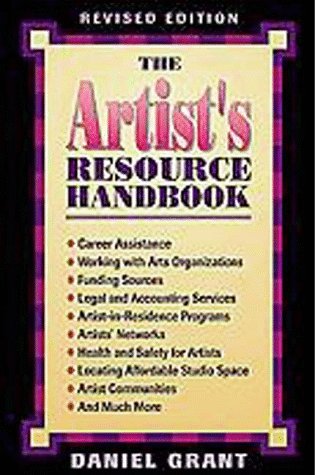 REVISED EDITION
THE
Artist's
RESOURCE
HANDBOOK
Career Assistance
Working with Arts Organizations
Funding Sources
Legal and Accounting Services
Artist-in-Residence Programs
Artists' Networks
Health and Safety for Artists
Locating Affordable Studio Space
Artist Communities
And Much More
DANIEL GRANT